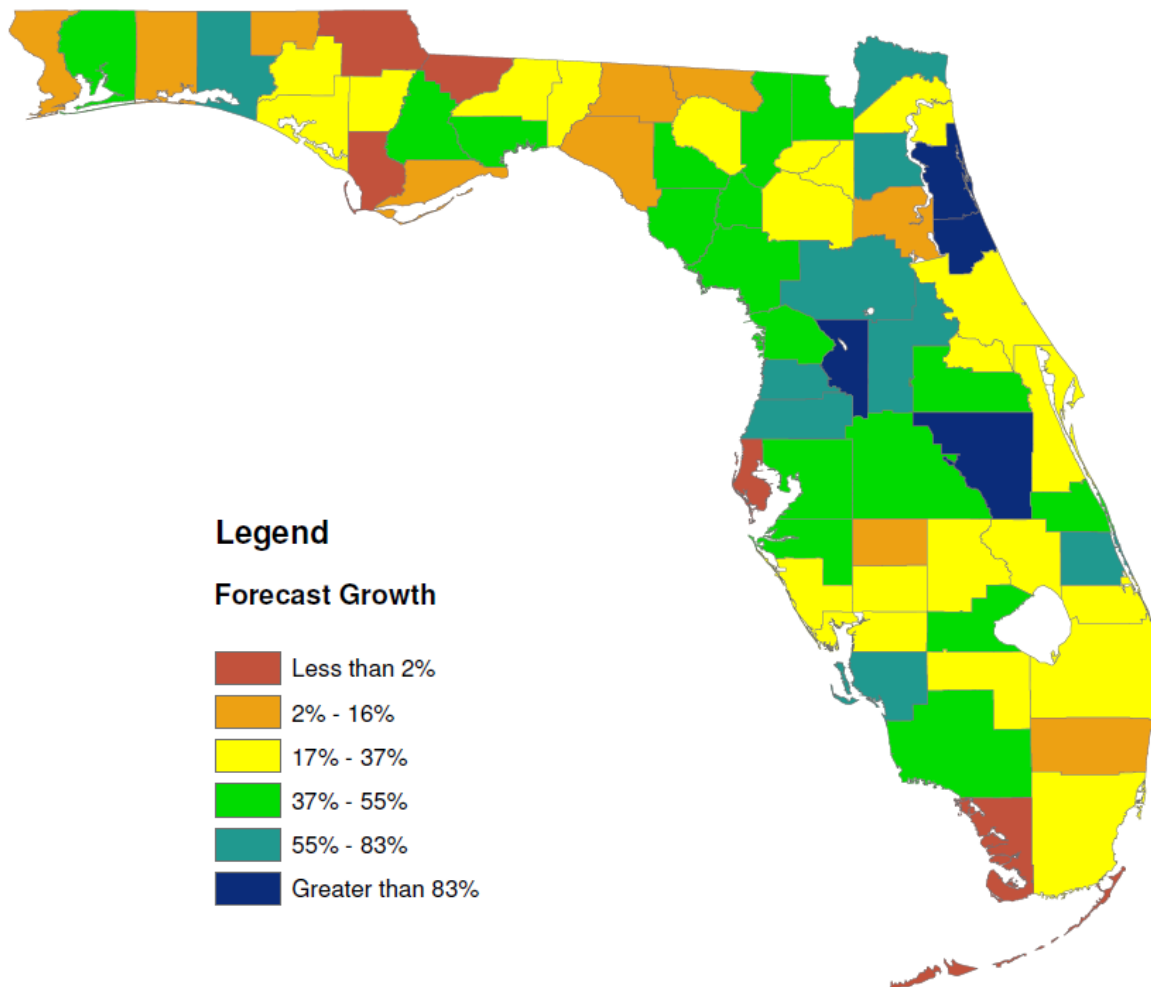 Legend
Forecast Growth
Less than 2%
2% - 16%
17% - 37%
37% - 55%
55% - 83%
Greater than 83%